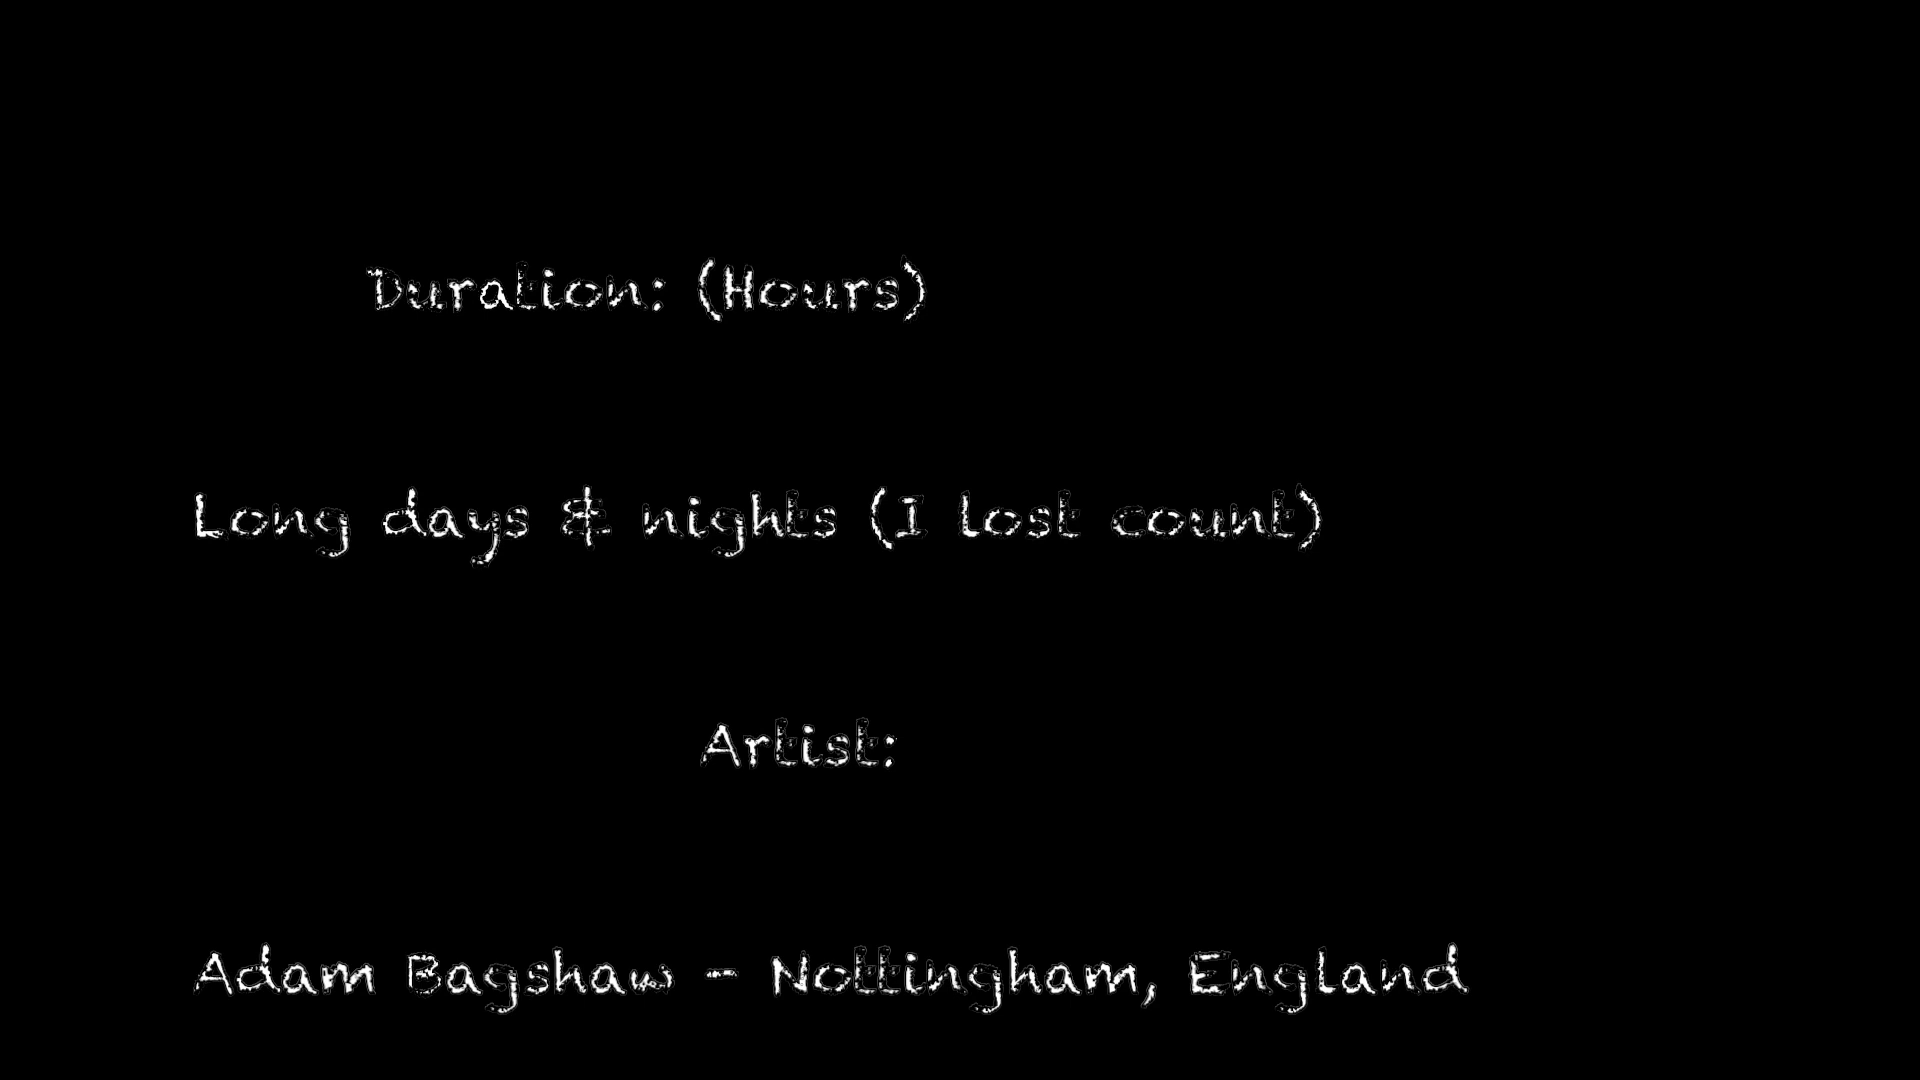 Duration: (Hours)
Long days & nights (I lost count)
Artist:
Adam Bagshaw - Nottingham, England